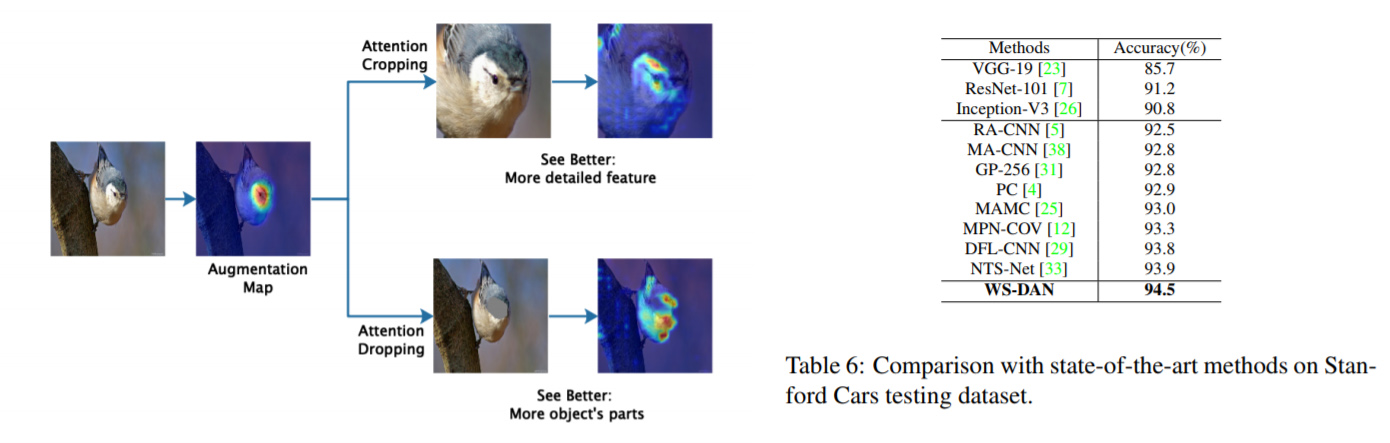 Attention
Cropping
See Better:
More detailed feature
Augmentation
Map
Attention
Dropping
See Better:
More object's parts
Methods Accuracy(%)
VGG-19 [23] 85.7
ResNet-101 [7] 91.2
Inception-V3 [26] 90.8
RA-CNN [5] 92.5
MA-CNN [38] 92.8
GP-256 [31] 92.8
PC [4] 92.9
MAMC [25] 93.0
MPN-COV [12] 93.3
DFL-CNN [29] 93.8
NTS-Net [33] 93.9
WS-DAN 94.5
Table 6: Comparison with state-of-the-art methods on Stan-
ford Cars testing dataset.